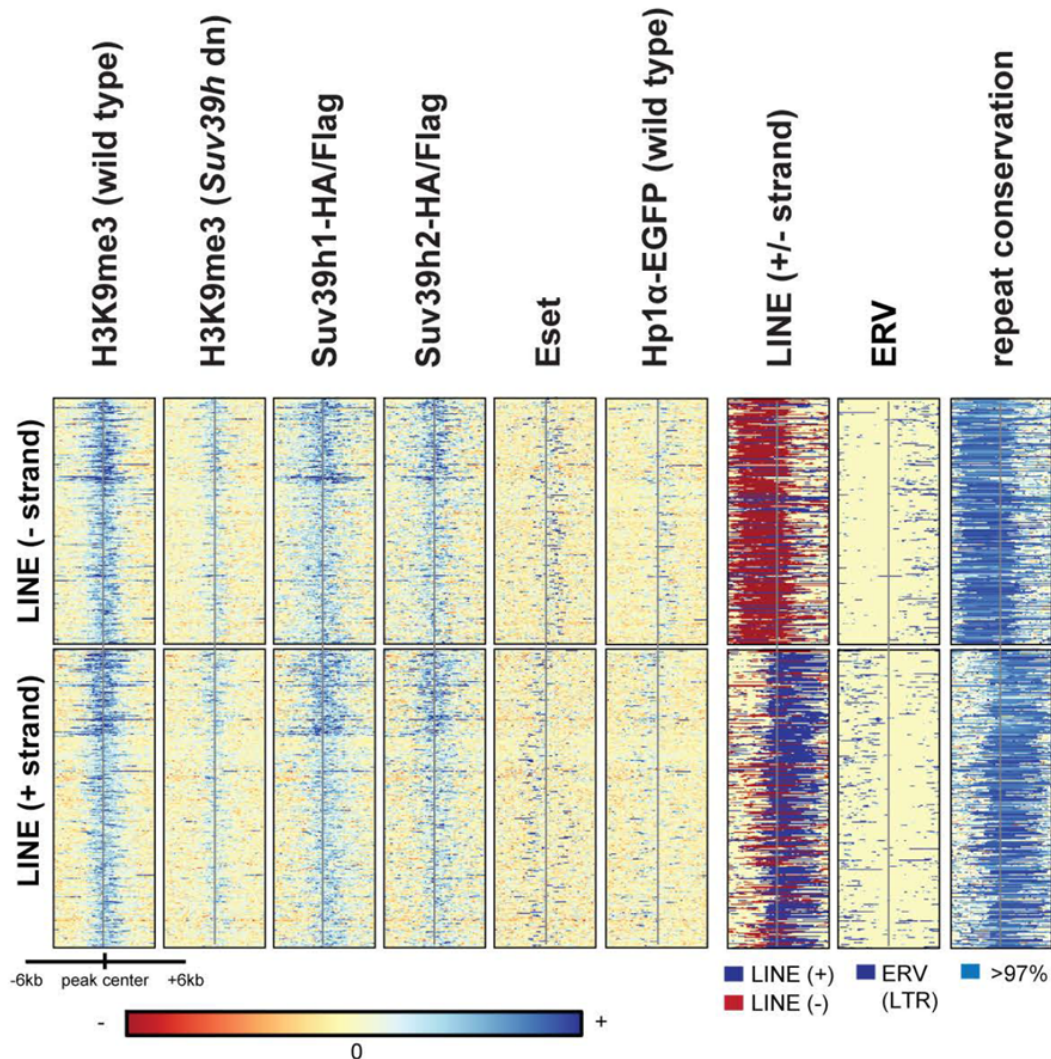 H3K9me3 (wild type)
H3K9me3 (Suv39h dn)
Suv39h1-HA/Flag
Suv39h2-HA/Flag
Eset
Hp1α-EGFP (wild type)
LINE (+/- strand)
ERV
repeat conservation
LINE (- strand)
LINE (+ strand)
-6kb peak center +6kb
LINE (+)
LINE (-)
ERV
(LTR)
>97%
- +
0